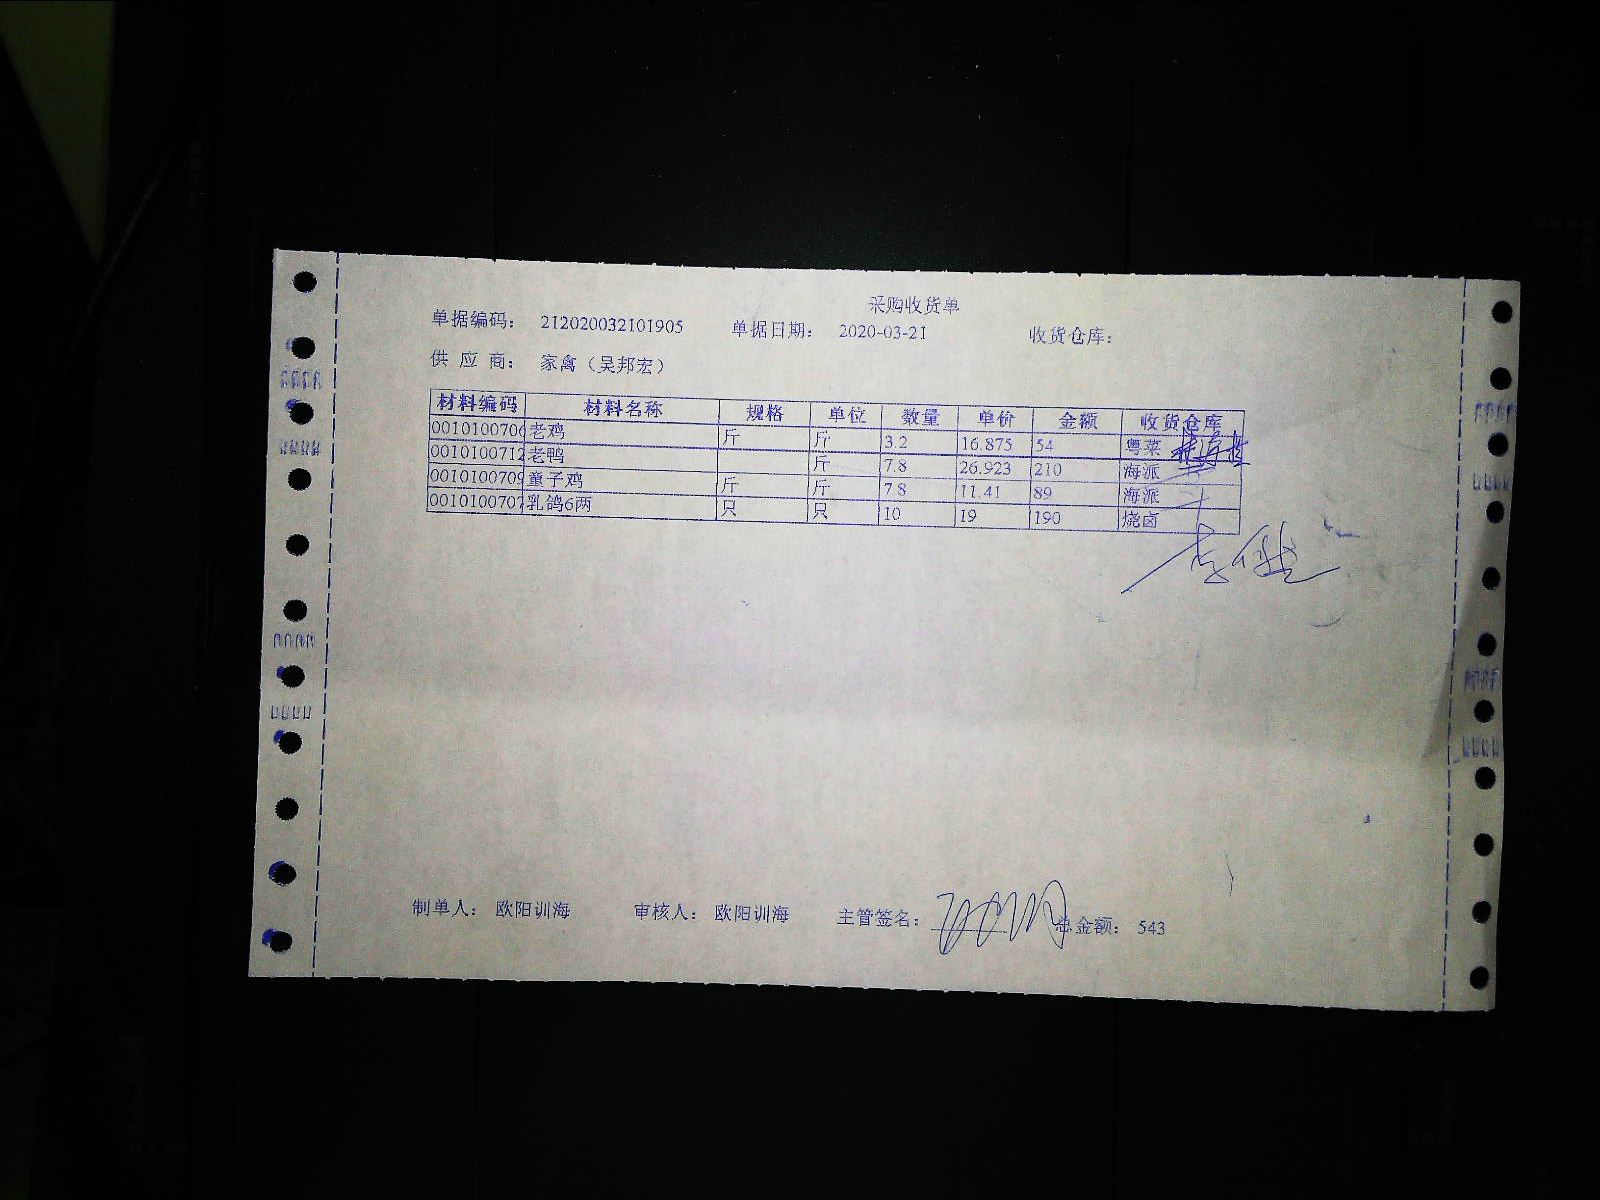 采购收货单
单据编码： 212020032101905 单据日期： 2020-03-21 收货仓库：
供 应 商： 家禽（吴邦宏）
材料编码 材料名称 规格 单位 数量 单价 金额 收货仓库
0010100706 老鸡 斤 斤 3.2 16.875 54 粤菜
0010100712 老鸭 斤 7.8 26.923 210 海派
0010100709 童子鸡 斤 斤 7.8 11.41 89 海派
0010100707 乳鸽6两 只 只 10 19 190 烧卤
制单人： 欧阳训海 审核人： 欧阳训海 主管签名： 总金额： 543